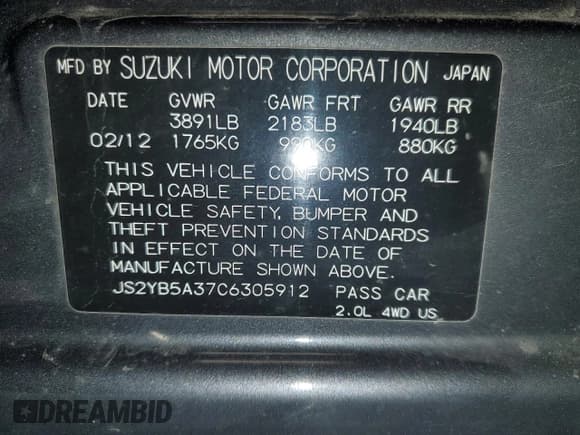 MFD BY SUZUKI MOTOR CORPORATION JAPAN
DATE GVWR GAWR FRT GAWR RR
3891LB 2183LB 1940LB
02/12 1765KG 990KG 880KG
THIS VEHICLE CONFORMS TO ALL
APPLICABLE FEDERAL MOTOR
VEHICLE SAFETY, BUMPER AND
THEFT PREVENTION STANDARDS
IN EFFECT ON THE DATE OF
MANUFACTURE SHOWN ABOVE.
JS2YB5A37C6305912 PASS CAR
2.0L 4WD US
DREAMBID